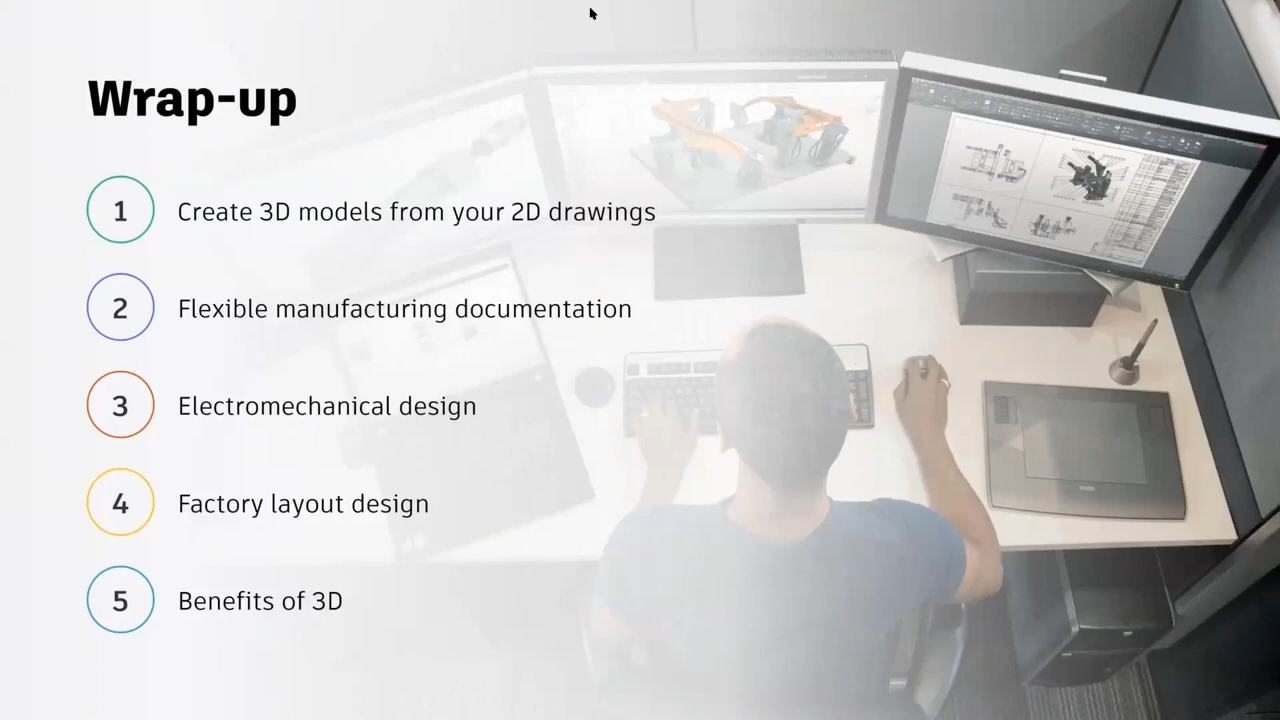 Wrap-up
1 Create 3D models from your 2D drawings
2 Flexible manufacturing documentation
3 Electromechanical design
4 Factory layout design
5 Benefits of 3D